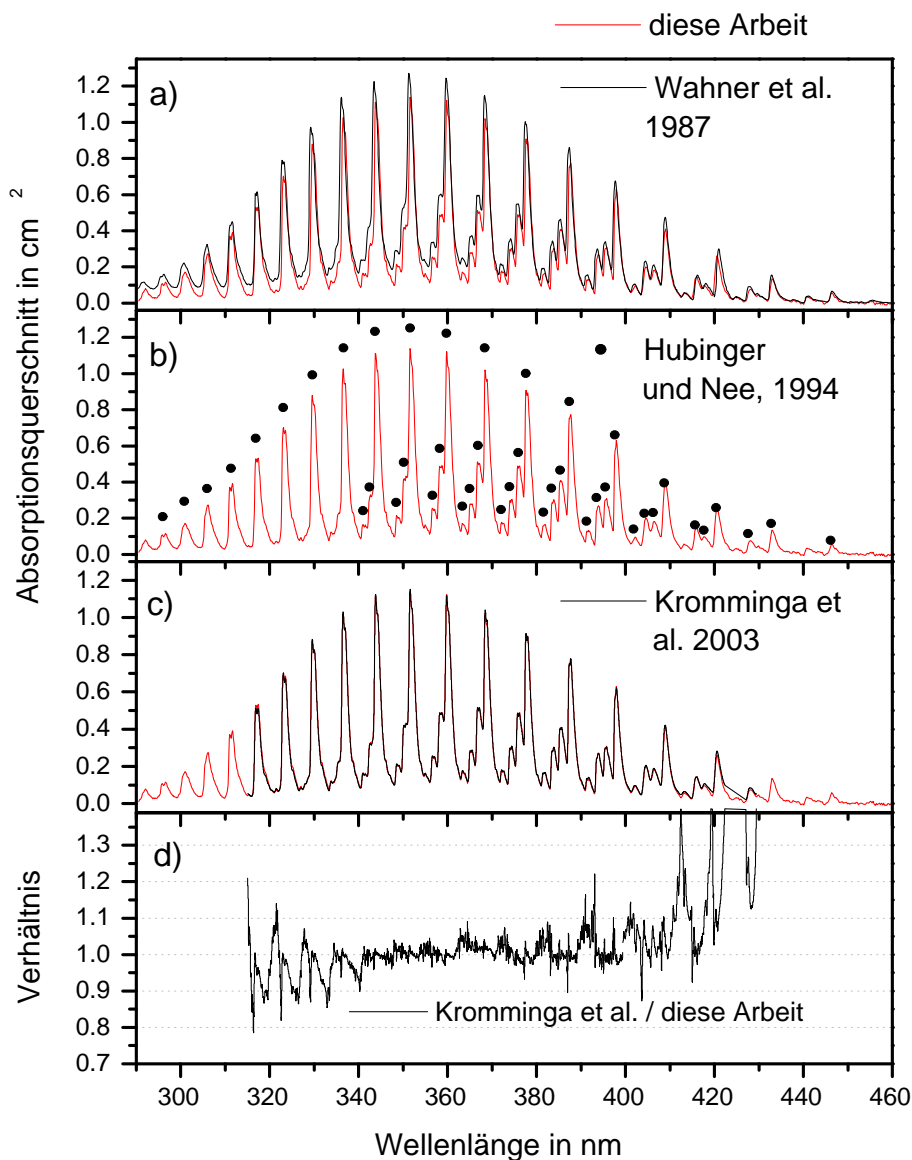 diese Arbeit
a)
Wahner et al.
1987
1.2
1.0
0.8
0.6
0.4
0.2
0.0
b)
Hubinger
und Nee, 1994
1.2
1.0
0.8
0.6
0.4
0.2
0.0
c)
Kromminga et
al. 2003
1.2
1.0
0.8
0.6
0.4
0.2
0.0
Absorptionsquerschnitt in cm ²
d)
1.3
1.2
1.1
1.0
0.9
0.8
0.7
Verhältnis
Kromminga et al. / diese Arbeit
300 320 340 360 380 400 420 440 460
Wellenlänge in nm